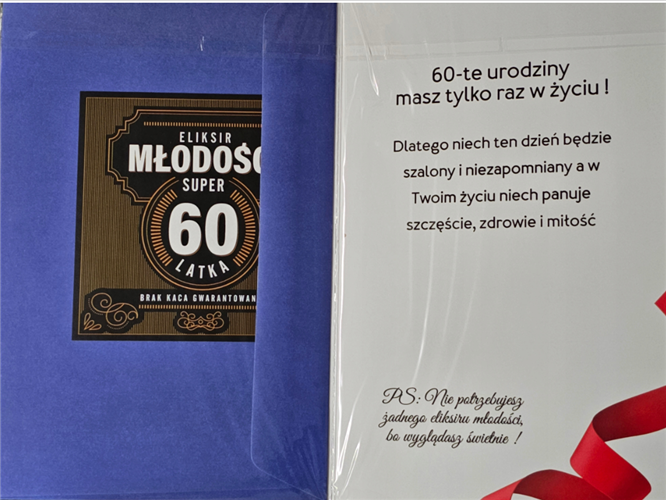 ELIKSIR
MŁODOŚC
SUPER
60
LATKA
BRAK KACA GWARANTOWAN
60-te urodziny
masz tylko raz w życiu !
Dlatego niech ten dzień będzie
szalony i niezapomniany a w
Twoim życiu niech panuje
szczęście, zdrowie i miłość
PS: Nie potrzebujesz
żadnego eliksiru młodości,
bo wyglądasz świetnie !